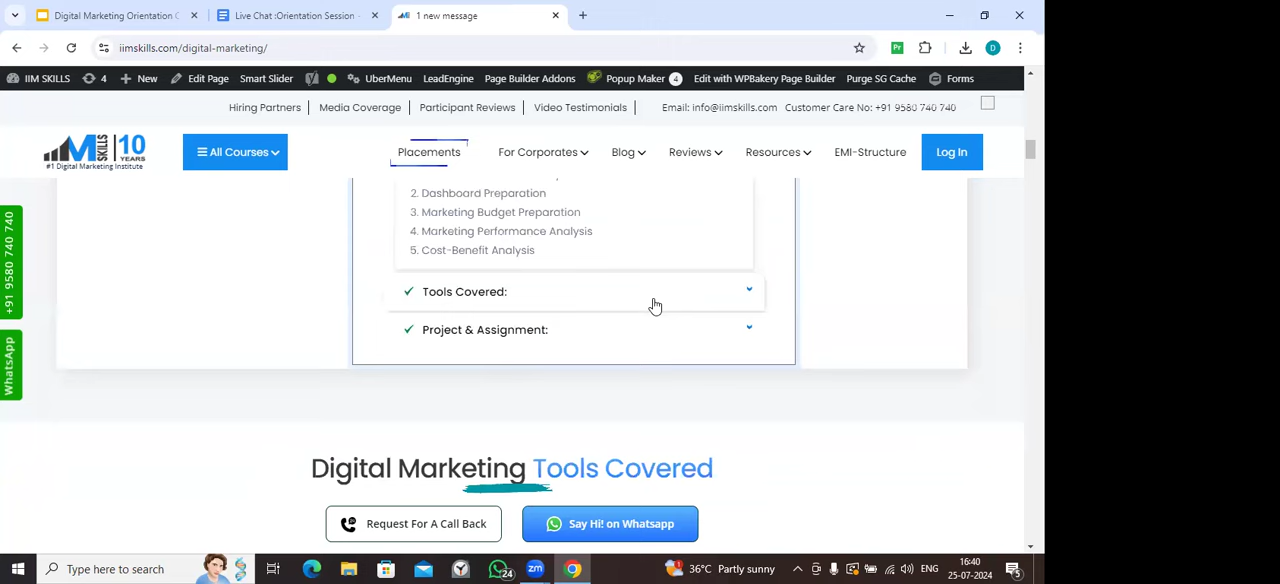 Digital Marketing Orientation C
Live Chat :Orientation Session -
1 new message
iimskills.com/digital-marketing/
Pr
D
IIM SKILLS
4
New
Edit Page
Smart Slider
UberMenu
LeadEngine
Page Builder Addons
Popup Maker 4
Edit with WPBakery Page Builder
Purge SG Cache
Forms
Hiring Partners
Media Coverage
Participant Reviews
Video Testimonials
Email: info@iimskills.com
Customer Care No: +91 9580 740 740
IIM SKILLS 10 YEARS
#1 Digital Marketing Institute
All Courses
Placements
For Corporates
Blog
Reviews
Resources
EMI-Structure
Log In
2. Dashboard Preparation
3. Marketing Budget Preparation
4. Marketing Performance Analysis
5. Cost-Benefit Analysis
Tools Covered:
Project & Assignment:
+91 9580 740 740
WhatsApp
Digital Marketing Tools Covered
Request For A Call Back
Say Hi! on Whatsapp
Type here to search
24
zm
36°C Partly sunny
ENG
16:40
25-07-2024
5